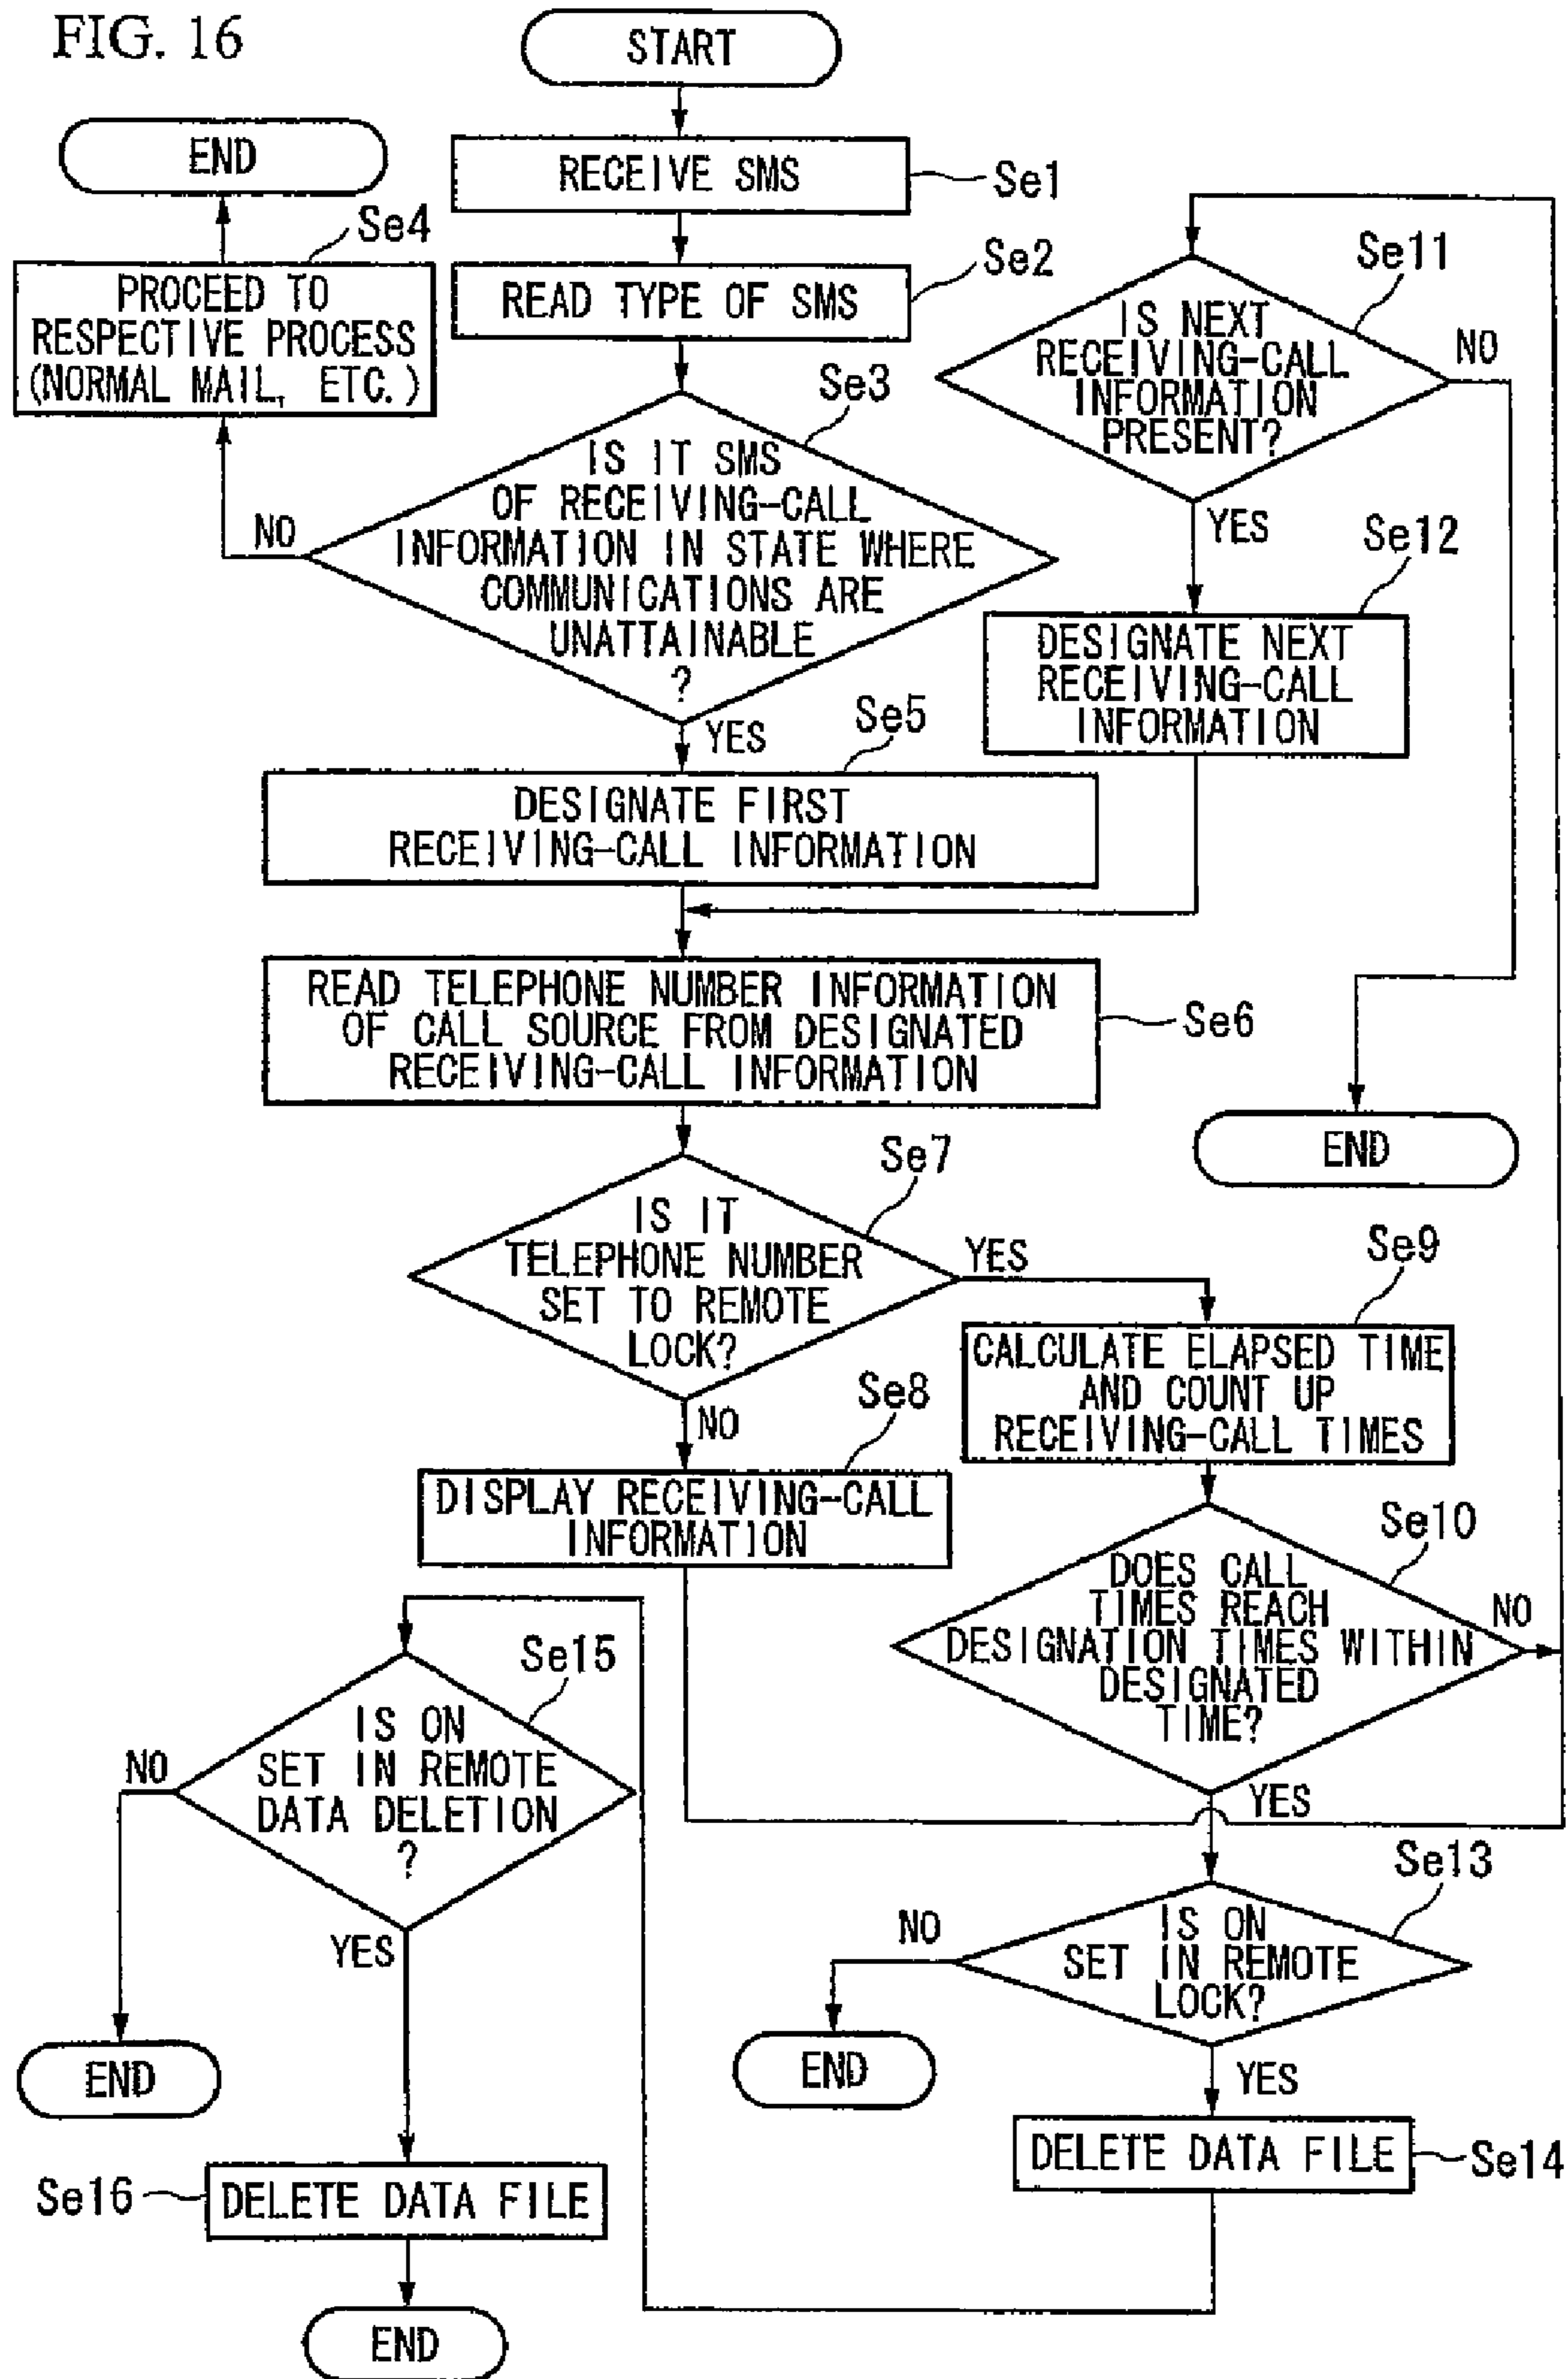 FIG. 16
START
END
RECEIVE SMS
Se1
Se4
PROCEED TO
RESPECTIVE PROCESS
(NORMAL MAIL, ETC.)
READ TYPE OF SMS
Se2
Se3
IS IT SMS
OF RECEIVING-CALL
INFORMATION IN STATE WHERE
COMMUNICATIONS ARE
UNATTAINABLE
?
NO
YES
Se11
IS NEXT
RECEIVING-CALL
INFORMATION
PRESENT?
NO
YES
Se12
DESIGNATE NEXT
RECEIVING-CALL
INFORMATION
Se5
DESIGNATE FIRST
RECEIVING-CALL INFORMATION
READ TELEPHONE NUMBER INFORMATION
OF CALL SOURCE FROM DESIGNATED
RECEIVING-CALL INFORMATION
Se6
END
Se7
IS IT
TELEPHONE NUMBER
SET TO REMOTE
LOCK?
YES
NO
Se9
CALCULATE ELAPSED TIME
AND COUNT UP
RECEIVING-CALL TIMES
Se8
DISPLAY RECEIVING-CALL
INFORMATION
Se10
DOES CALL
TIMES REACH
DESIGNATION TIMES WITHIN
DESIGNATED
TIME?
NO
YES
Se15
IS ON
SET IN REMOTE
DATA DELETION
?
NO
YES
Se13
IS ON
SET IN REMOTE
LOCK?
NO
YES
END
END
DELETE DATA FILE
Se14
Se16
DELETE DATA FILE
END